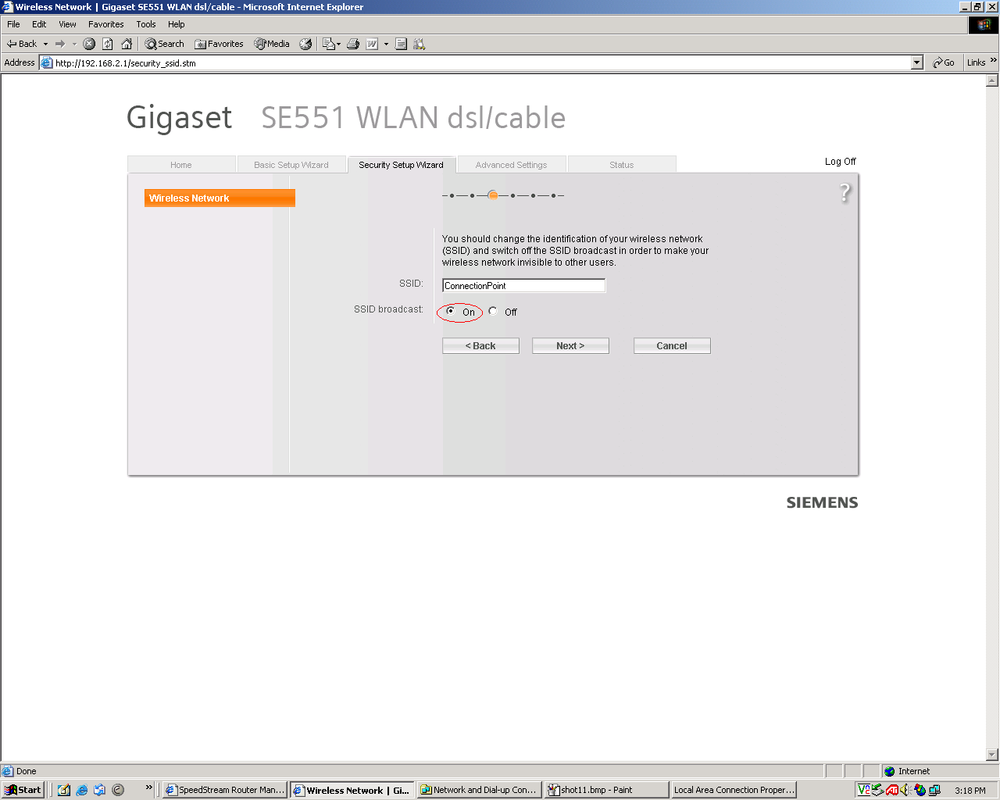 Wireless Network | Gigaset SE551 WLAN dsl/cable - Microsoft Internet Explorer
File Edit View Favorites Tools Help
Back Search Favorites Media
Address http://192.168.2.1/security_ssid.stm Go Links »
Gigaset SE551 WLAN dsl/cable
Home Basic Setup Wizard Security Setup Wizard Advanced Settings Status Log Off
Wireless Network ?
You should change the identification of your wireless network
(SSID) and switch off the SSID broadcast in order to make your
wireless network invisible to other users.
SSID: ConnectionPoint
SSID broadcast: On Off
< Back Next > Cancel
SIEMENS
Done Internet
Start » SpeedStream Router Man... Wireless Network | Gi... Network and Dial-up Con... shot11.bmp - Paint Local Area Connection Proper... V2 3:18 PM